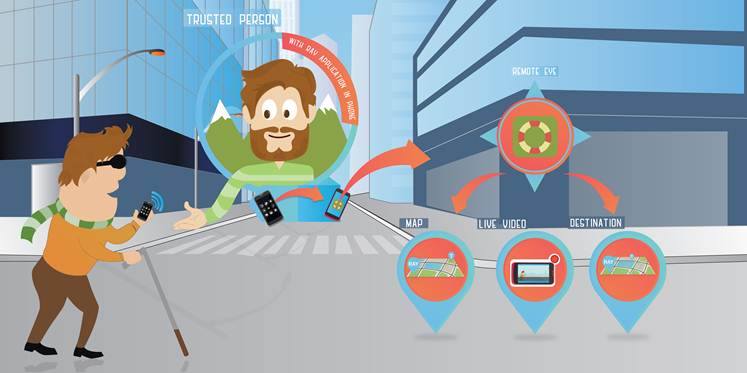 TRUSTED PERSON
WITH RAY APPLICATION IN PHONE
REMOTE EYE
MAP
LIVE VIDEO
DESTINATION
RAY
RAY